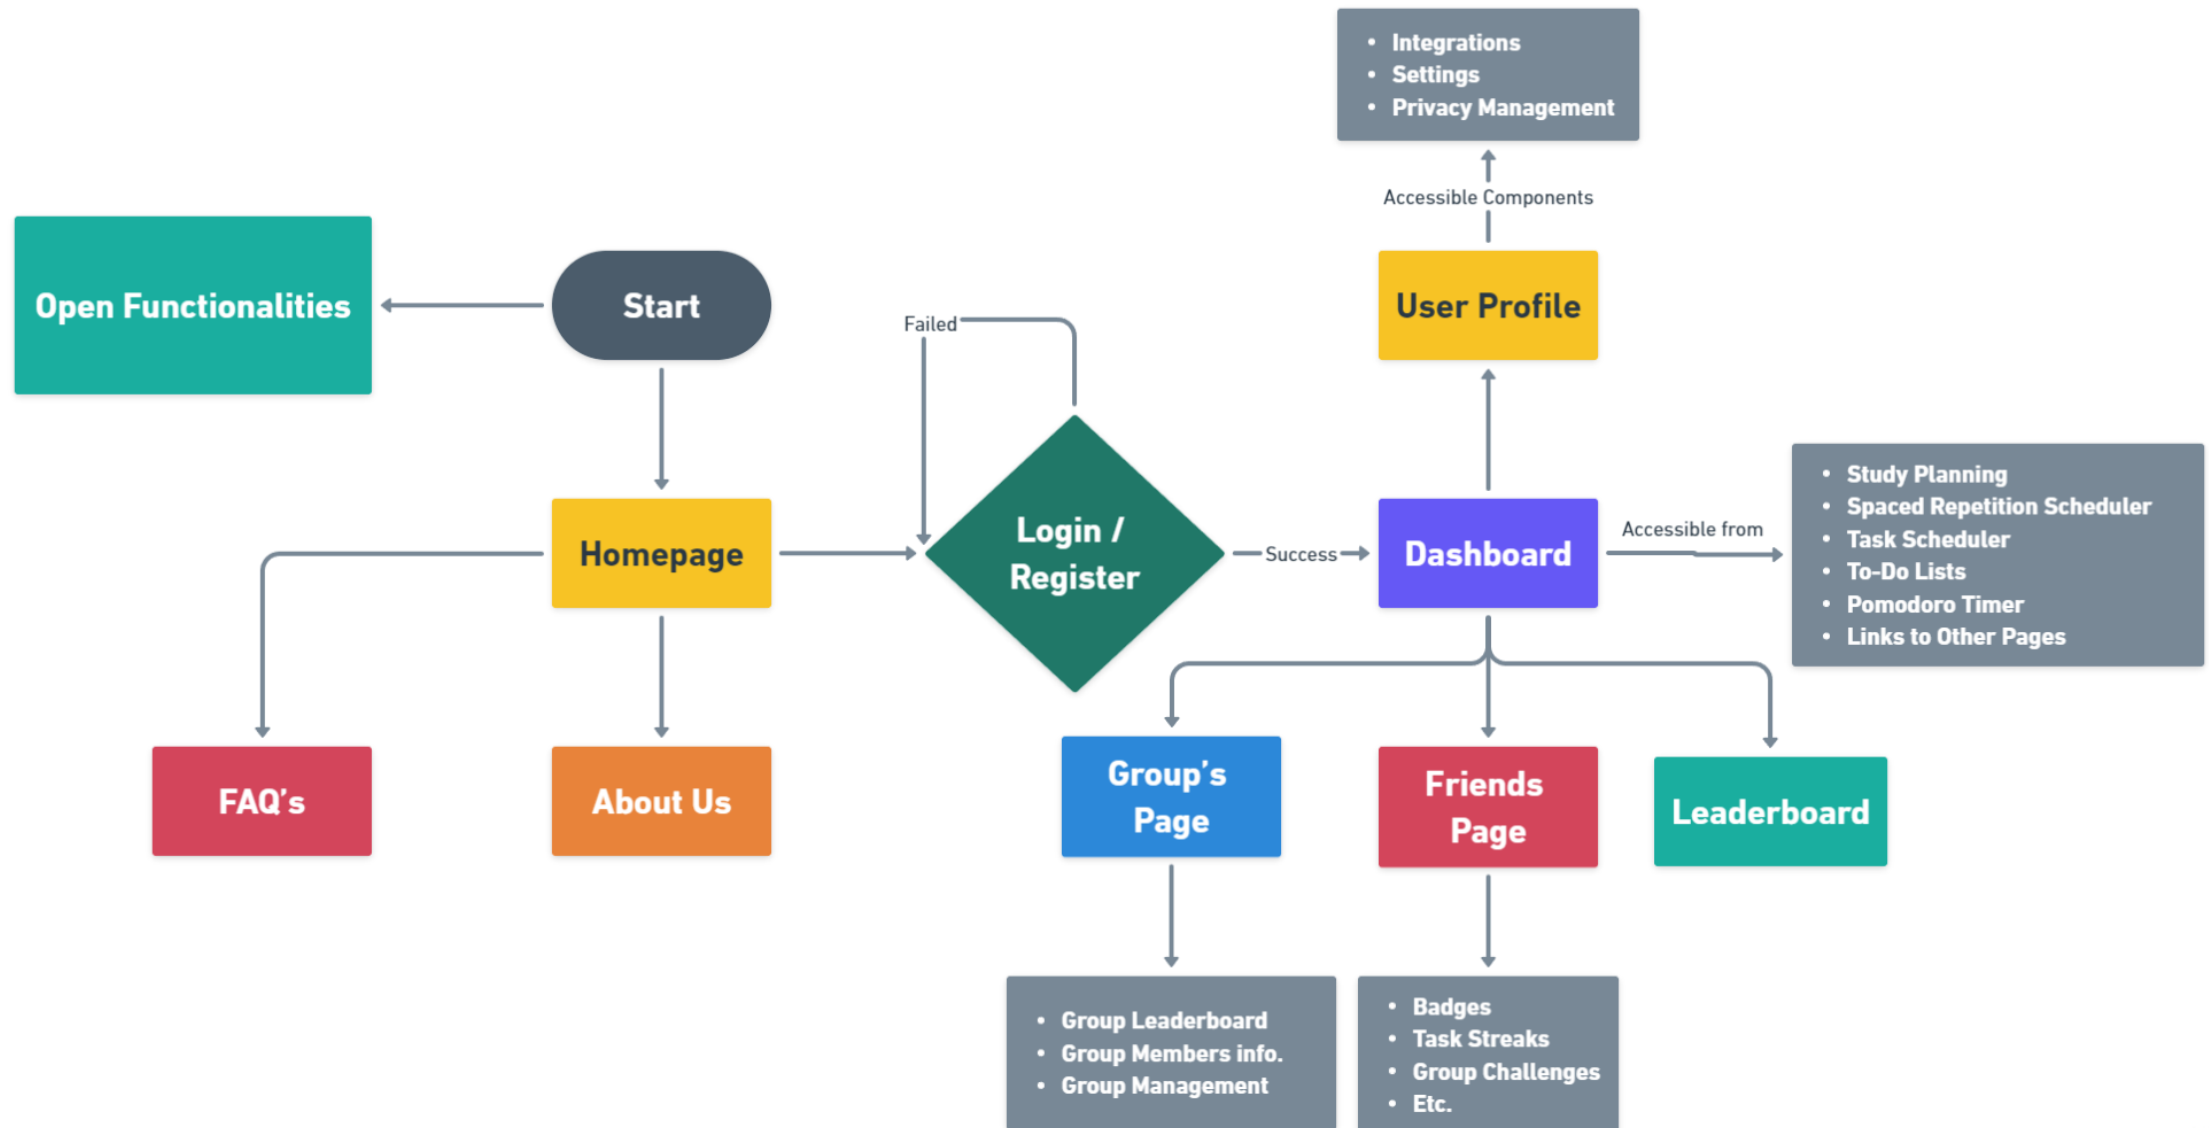 • Integrations
• Settings
• Privacy Management
Accessible Components
Open Functionalities
Start
User Profile
Failed
Homepage
Login /
Register
Success
Dashboard
Accessible from
• Study Planning
• Spaced Repetition Scheduler
• Task Scheduler
• To-Do Lists
• Pomodoro Timer
• Links to Other Pages
FAQ’s
About Us
Group’s
Page
Friends
Page
Leaderboard
• Group Leaderboard
• Group Members info.
• Group Management
• Badges
• Task Streaks
• Group Challenges
• Etc.